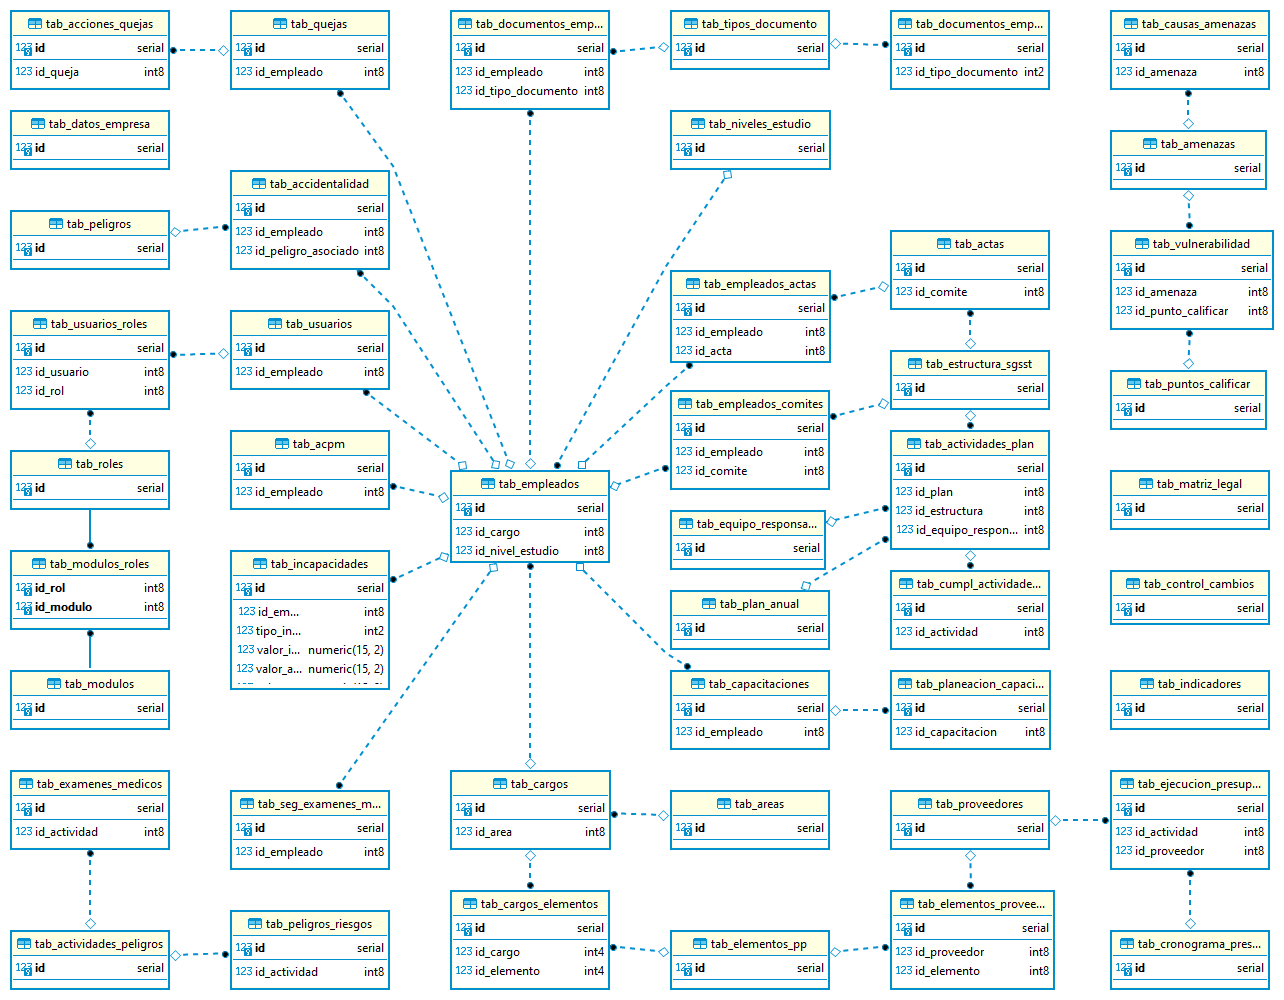 tab_acciones_quejas
123 id serial
123 id_queja int8
tab_quejas
123 id serial
123 id_empleado int8
tab_documentos_emp...
123 id serial
123 id_empleado int8
123 id_tipo_documento int8
tab_tipos_documento
123 id serial
tab_documentos_emp...
123 id serial
123 id_tipo_documento int2
tab_causas_amenazas
123 id serial
123 id_amenaza int8
tab_datos_empresa
123 id serial
tab_niveles_estudio
123 id serial
tab_amenazas
123 id serial
tab_accidentalidad
123 id serial
123 id_empleado int8
123 id_peligro_asociado int8
tab_peligros
123 id serial
tab_actas
123 id serial
123 id_comite int8
tab_vulnerabilidad
123 id serial
123 id_amenaza int8
123 id_punto_calificar int8
tab_empleados_actas
123 id serial
123 id_empleado int8
123 id_acta int8
tab_usuarios_roles
123 id serial
123 id_usuario int8
123 id_rol int8
tab_usuarios
123 id serial
123 id_empleado int8
tab_estructura_sgsst
123 id serial
tab_puntos_calificar
123 id serial
tab_empleados_comites
123 id serial
123 id_empleado int8
123 id_comite int8
tab_acpm
123 id serial
123 id_empleado int8
tab_actividades_plan
123 id serial
123 id_plan int8
123 id_estructura int8
123 id_equipo_respon... int8
tab_roles
123 id serial
tab_empleados
123 id serial
123 id_cargo int8
123 id_nivel_estudio int8
tab_matriz_legal
123 id serial
tab_equipo_responsa...
123 id serial
tab_modulos_roles
123 id_rol int8
123 id_modulo int8
tab_incapacidades
123 id serial
123 id_em... int8
123 tipo_in... int2
123 valor_i... numeric(15, 2)
123 valor_a... numeric(15, 2)
tab_cumpl_actividade...
123 id serial
123 id_actividad int8
tab_control_cambios
123 id serial
tab_plan_anual
123 id serial
tab_modulos
123 id serial
tab_capacitaciones
123 id serial
123 id_empleado int8
tab_planeacion_capaci...
123 id serial
123 id_capacitacion int8
tab_indicadores
123 id serial
tab_examenes_medicos
123 id serial
123 id_actividad int8
tab_seg_examenes_m...
123 id serial
123 id_empleado int8
tab_cargos
123 id serial
123 id_area int8
tab_areas
123 id serial
tab_proveedores
123 id serial
tab_ejecucion_presup...
123 id serial
123 id_actividad int8
123 id_proveedor int8
tab_cargos_elementos
123 id serial
123 id_cargo int4
123 id_elemento int4
tab_elementos_provee...
123 id serial
123 id_proveedor int8
123 id_elemento int8
tab_peligros_riesgos
123 id serial
123 id_actividad int8
tab_actividades_peligros
123 id serial
tab_elementos_pp
123 id serial
tab_cronograma_pres...
123 id serial